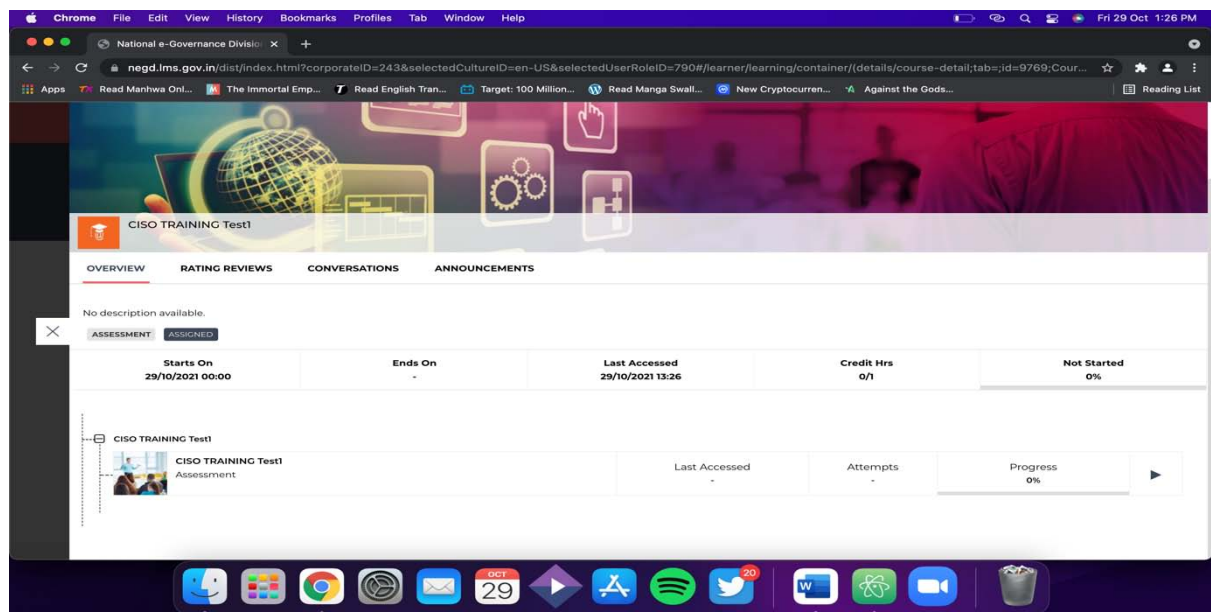 Chrome File Edit View History Bookmarks Profiles Tab Window Help Fri 29 Oct 1:26 PM
National e-Governance Divisio
negd.lms.gov.in/dist/index.html?corporateID=243&selectedCultureID=en-US&selectedUserRoleID=790#/learner/learning/container/(details/course-detail;tab=;id=9769;Cour...
Apps Read Manhwa Onl... The Immortal Emp... Read English Tran... Target: 100 Million... Read Manga Swall... New Cryptocurren... Against the Gods... Reading List
CISO TRAINING Test1
OVERVIEW RATING REVIEWS CONVERSATIONS ANNOUNCEMENTS
No description available.
ASSESSMENT ASSIGNED
Starts On Ends On Last Accessed Credit Hrs Not Started
29/10/2021 00:00 - 29/10/2021 13:26 0/1 0%
CISO TRAINING Test1
CISO TRAINING Test1
Assessment
Last Accessed Attempts Progress
- - 0%
OCT
29
20
W